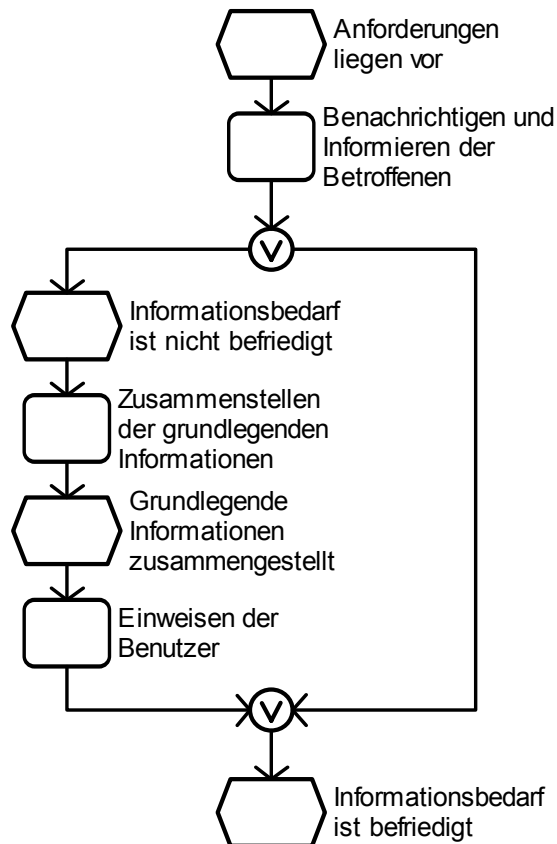 Anforderungen
liegen vor
Benachrichtigen und
Informieren der
Betroffenen
V
Informationsbedarf
ist nicht befriedigt
Zusammenstellen
der grundlegenden
Informationen
Grundlegende
Informationen
zusammengestellt
Einweisen der
Benutzer
V
Informationsbedarf
ist befriedigt